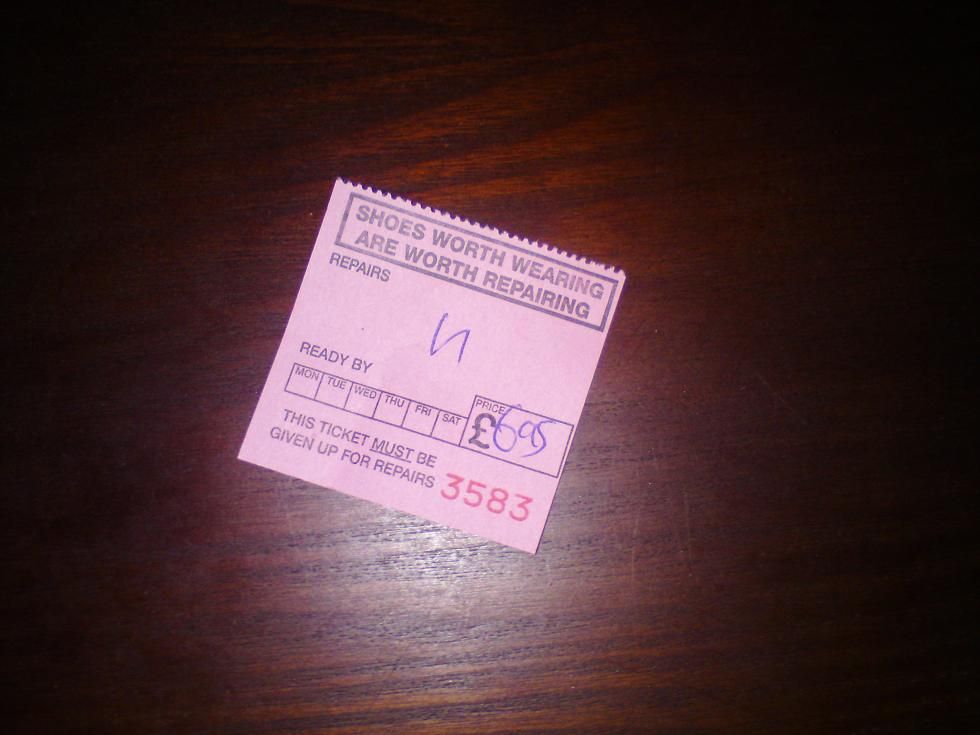 SHOES WORTH WEARING
ARE WORTH REPAIRING
REPAIRS
READY BY
MON TUE WED THU FRI SAT
PRICE
£695
THIS TICKET MUST BE
GIVEN UP FOR REPAIRS
3583